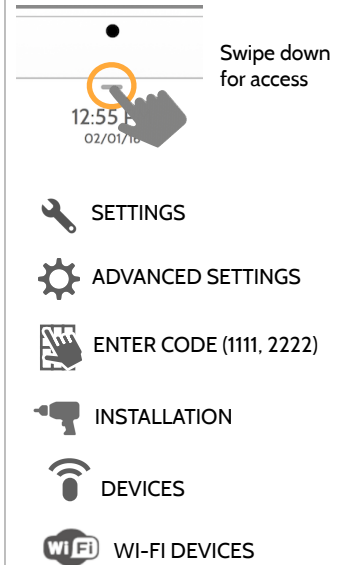 Swipe down
for access
12:55
02/01/16
SETTINGS
ADVANCED SETTINGS
ENTER CODE (1111, 2222)
INSTALLATION
DEVICES
WiFi WI-FI DEVICES